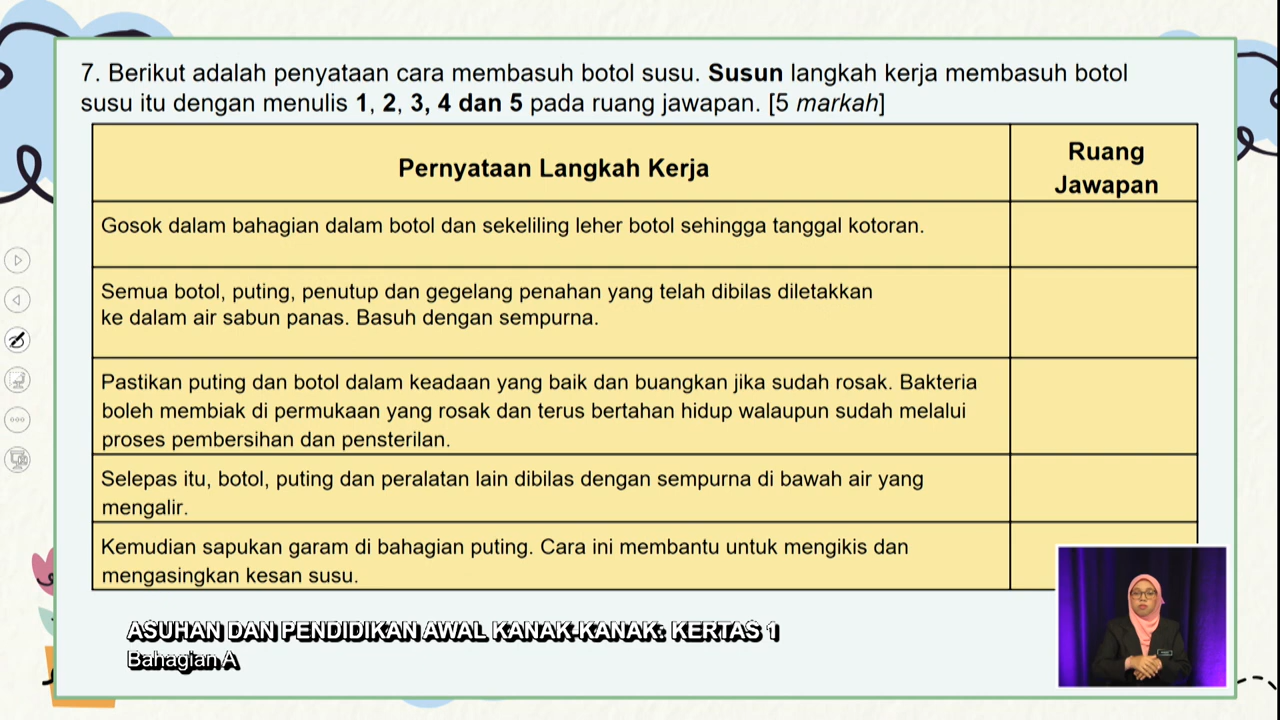 7. Berikut adalah penyataan cara membasuh botol susu. Susun langkah kerja membasuh botol
susu itu dengan menulis 1, 2, 3, 4 dan 5 pada ruang jawapan. [5 markah]
Pernyataan Langkah Kerja
Ruang
Jawapan
Gosok dalam bahagian dalam botol dan sekeliling leher botol sehingga tanggal kotoran.
Semua botol, puting, penutup dan gegelang penahan yang telah dibilas diletakkan
ke dalam air sabun panas. Basuh dengan sempurna.
Pastikan puting dan botol dalam keadaan yang baik dan buangkan jika sudah rosak. Bakteria
boleh membiak di permukaan yang rosak dan terus bertahan hidup walaupun sudah melalui
proses pembersihan dan pensterilan.
Selepas itu, botol, puting dan peralatan lain dibilas dengan sempurna di bawah air yang
mengalir.
Kemudian sapukan garam di bahagian puting. Cara ini membantu untuk mengikis dan
mengasingkan kesan susu.
ASUHAN DAN PENDIDIKAN AWAL KANAK-KANAK: KERTAS 1
Bahagian A